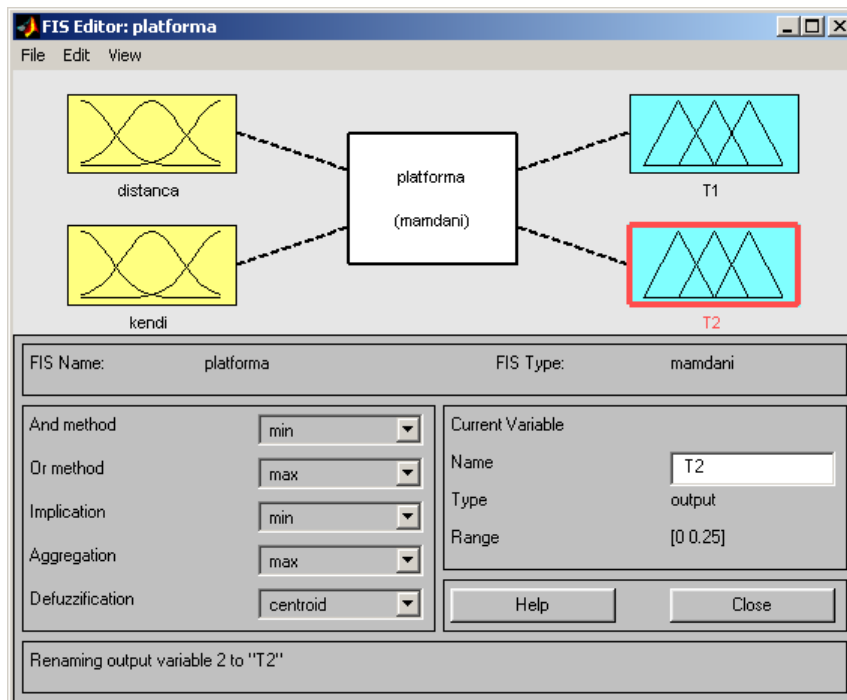 FIS Editor: platforma
File Edit View
distanca
kendi
platforma
(mamdani)
T1
T2
FIS Name: platforma FIS Type: mamdani
And method min
Or method max
Implication min
Aggregation max
Defuzzification centroid
Current Variable
Name T2
Type output
Range [0 0.25]
Help Close
Renaming output variable 2 to "T2"